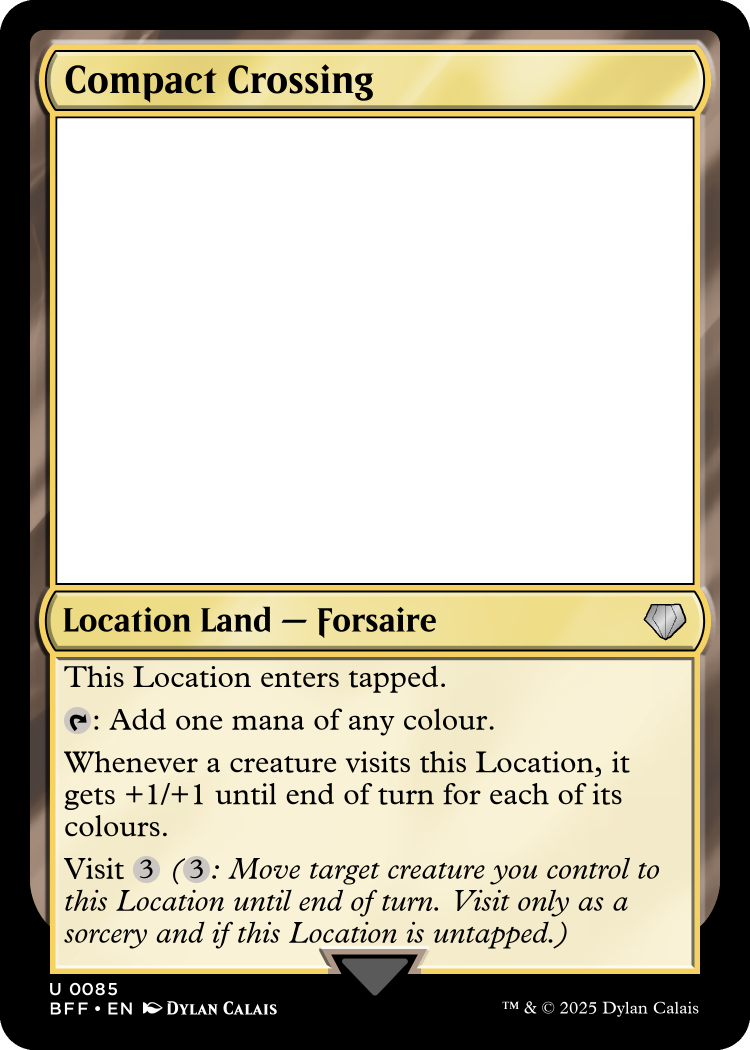 Compact Crossing
Location Land — Forsaire
This Location enters tapped.
: Add one mana of any colour.
Whenever a creature visits this Location, it
gets +1/+1 until end of turn for each of its
colours.
Visit 3 (3: Move target creature you control to
this Location until end of turn. Visit only as a
sorcery and if this Location is untapped.)
U 0085
BFF • EN Dylan Calais
™ & © 2025 Dylan Calais